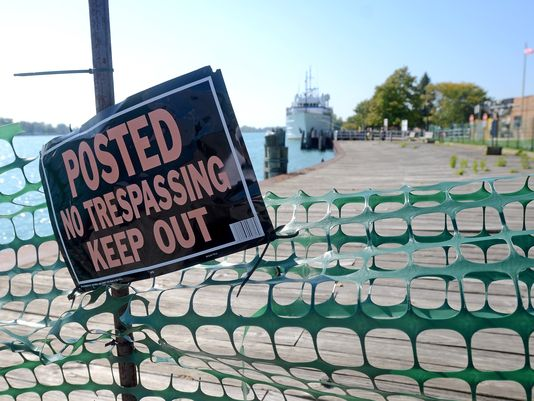 POSTED
NO TRESPASSING
KEEP OUT